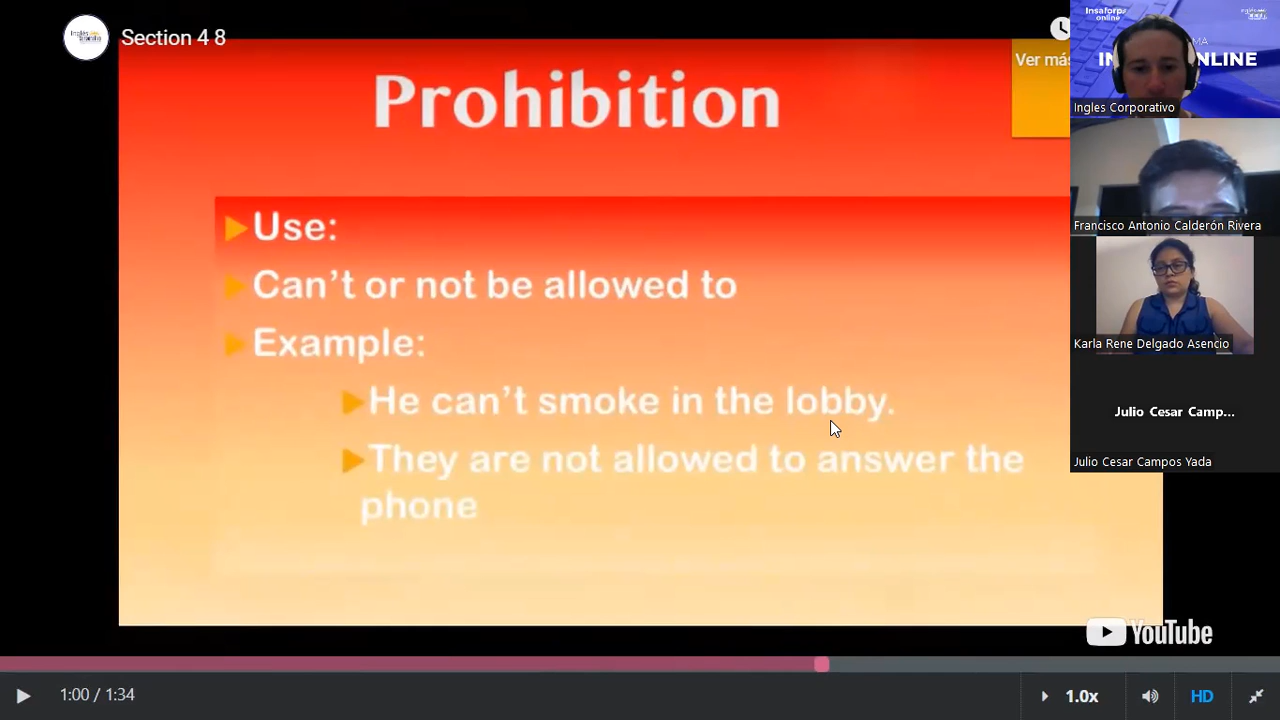 Section 4 8
Prohibition
Use:
Can't or not be allowed to
Example:
He can't smoke in the lobby.
They are not allowed to answer the
phone
Ver más
YouTube
1:00 / 1:34
1.0x
HD
Insaforp
online
Ingles Corporativo
Francisco Antonio Calderón Rivera
Karla Rene Delgado Asencio
Julio Cesar Camp...
Julio Cesar Campos Yada